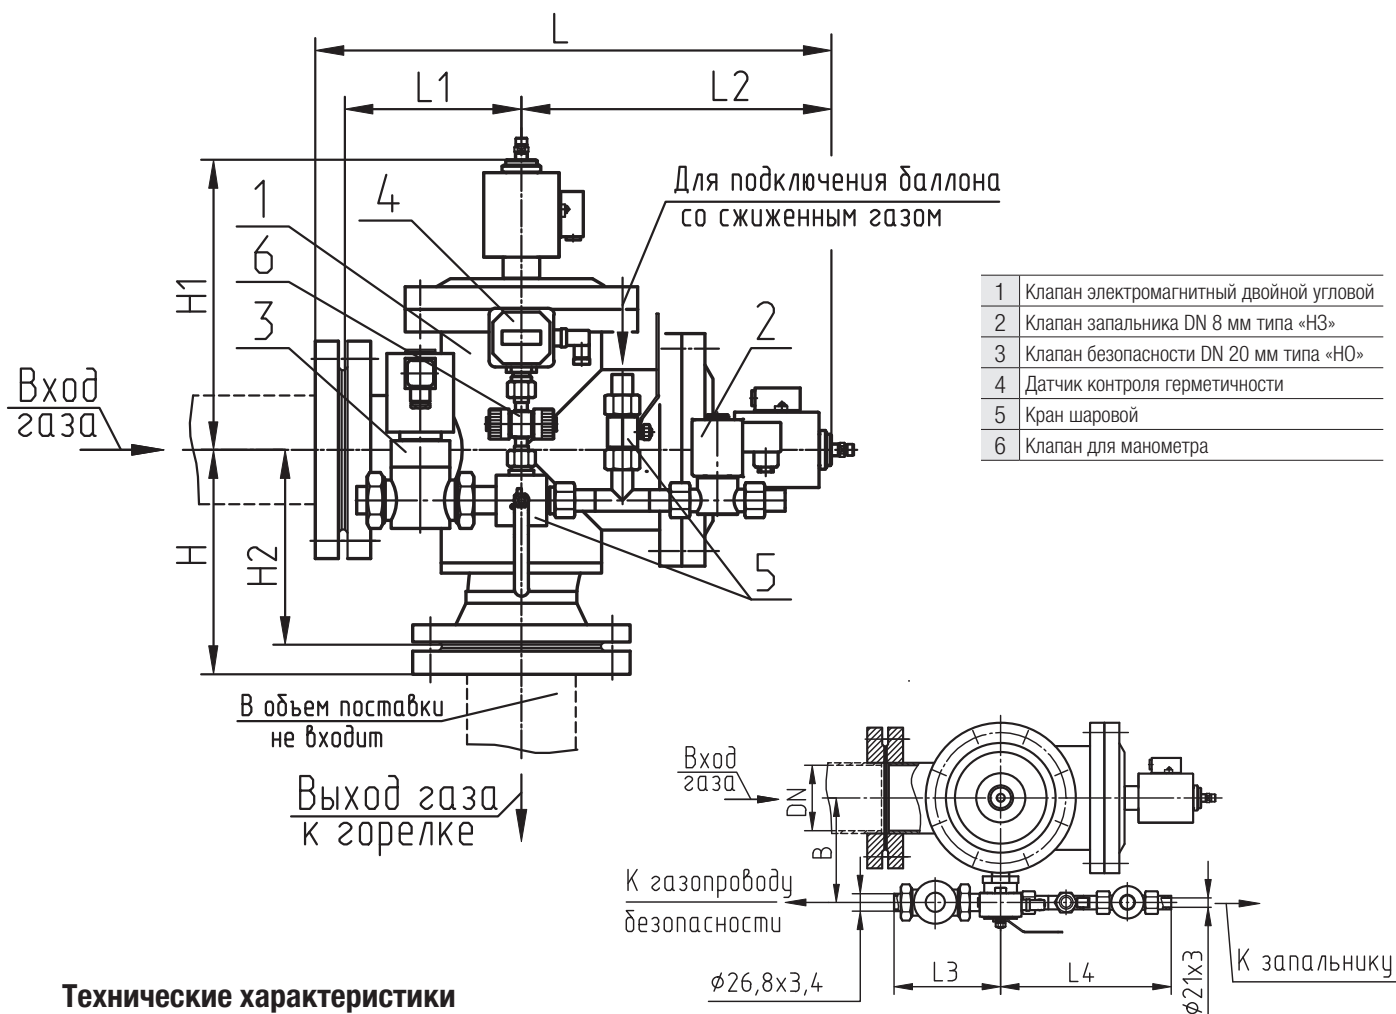 L
L1
L2
Для подключения баллона
со сжиженным газом
1
4
6
3
2
H1
Вход
газа
H
H2
5
В объем поставки
не входит
Выход газа
к горелке
1 Клапан электромагнитный двойной угловой
2 Клапан запальника DN 8 мм типа «НЗ»
3 Клапан безопасности DN 20 мм типа «НО»
4 Датчик контроля герметичности
5 Кран шаровой
6 Клапан для манометра
Вход
газа
DN
B
К газопроводу
безопасности
L3
L4
⌀26,8х3,4
⌀21х3
К запальнику
Технические характеристики